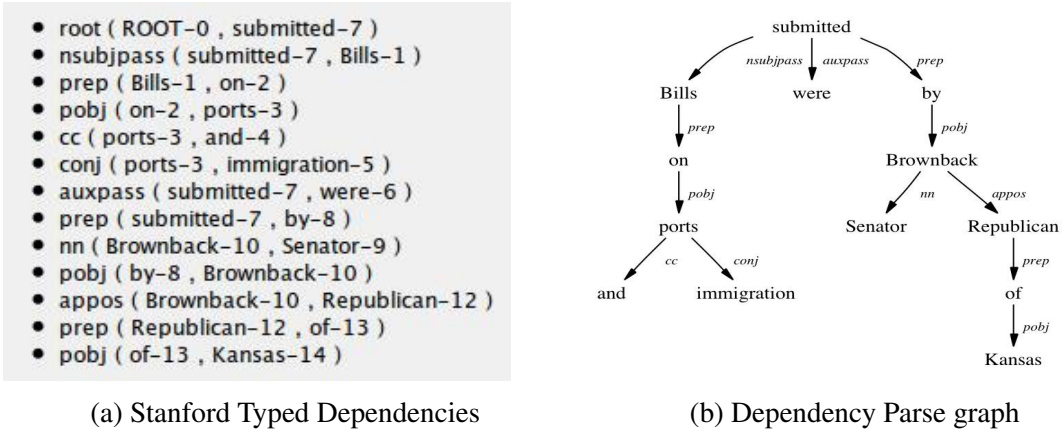 • root ( ROOT-0 , submitted-7 )
• nsubjpass ( submitted-7 , Bills-1 )
• prep ( Bills-1 , on-2 )
• pobj ( on-2 , ports-3 )
• cc ( ports-3 , and-4 )
• conj ( ports-3 , immigration-5 )
• auxpass ( submitted-7 , were-6 )
• prep ( submitted-7 , by-8 )
• nn ( Brownback-10 , Senator-9 )
• pobj ( by-8 , Brownback-10 )
• appos ( Brownback-10 , Republican-12 )
• prep ( Republican-12 , of-13 )
• pobj ( of-13 , Kansas-14 )
(a) Stanford Typed Dependencies
submitted
nsubjpass auxpass prep
Bills were by
prep pobj
on Brownback
pobj nn appos
ports Senator Republican
cc conj prep
and immigration of
pobj
Kansas
(b) Dependency Parse graph